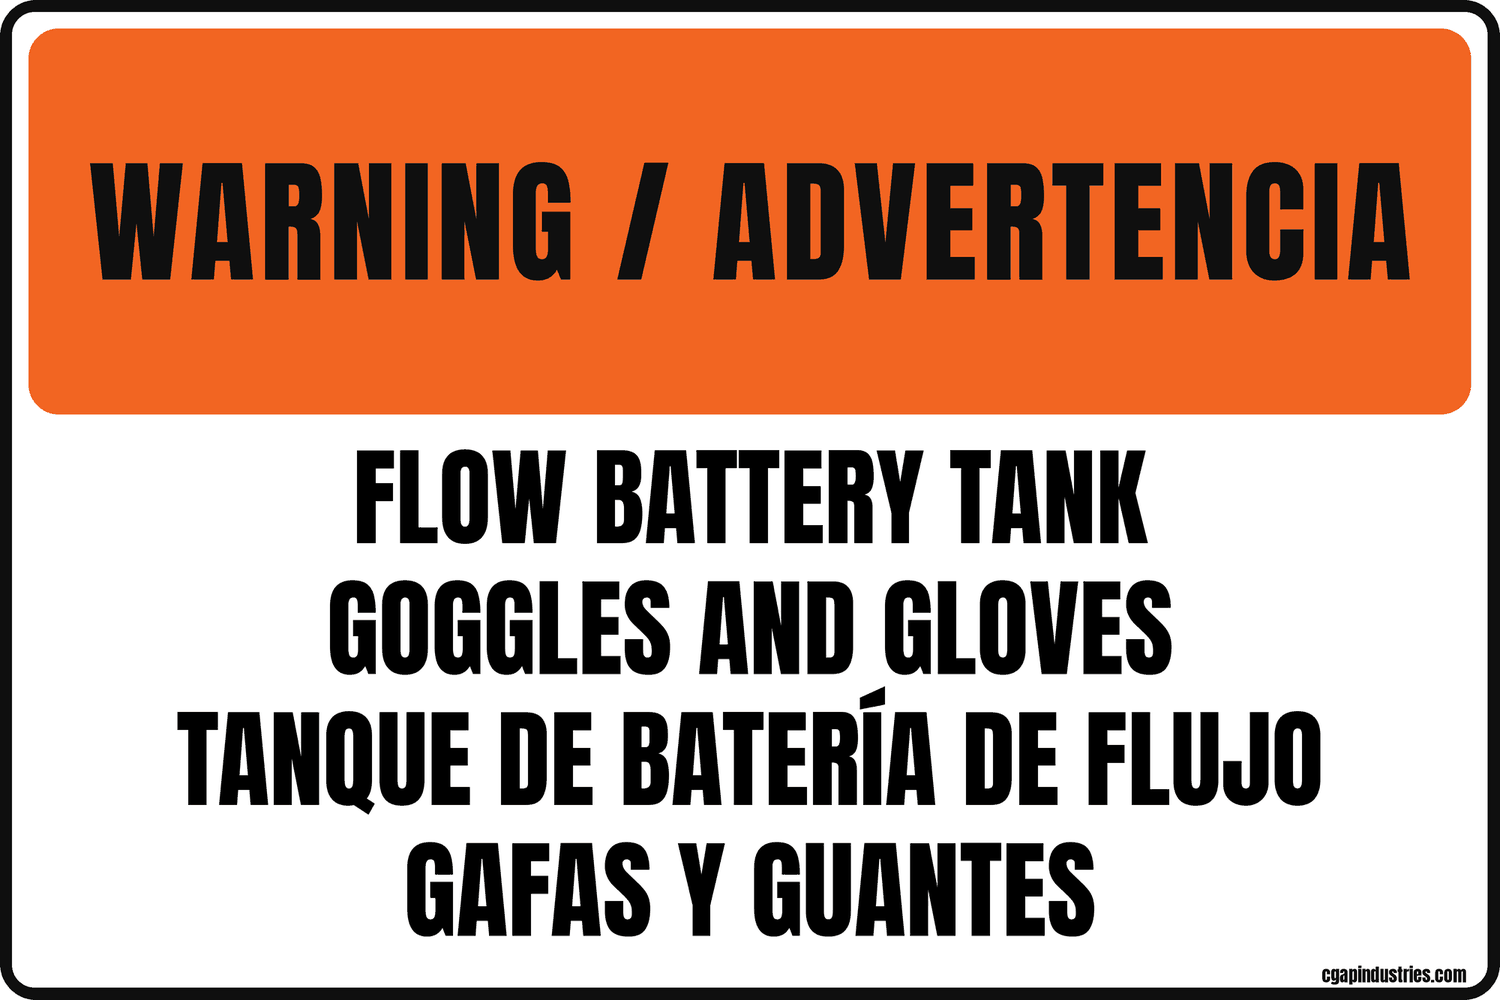 WARNING / ADVERTENCIA
FLOW BATTERY TANK
GOGGLES AND GLOVES
TANQUE DE BATERÍA DE FLUJO
GAFAS Y GUANTES
cgapindustries.com